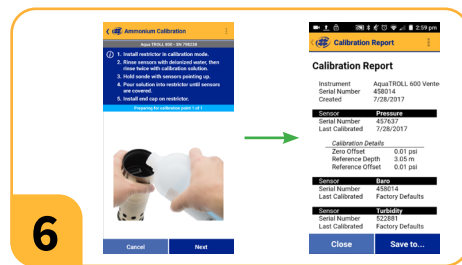 Ammonium Calibration
Aqua TROLL 600 - SN 794038
1. Install restrictor in calibration mode.
2. Rinse sensors with deionized water, then
rinse twice with calibration solution.
3. Hold sonde with sensors pointing up.
4. Pour solution into restrictor until sensors
are covered.
5. Install end cap on restrictor.
Preparing for calibration point 1 of 1
Cancel Next
2:59 pm
Calibration Report
Calibration Report
Instrument AquaTROLL 600 Vente
Serial Number 458014
Created 7/28/2017
Sensor Pressure
Serial Number 457637
Last Calibrated 7/28/2017
Calibration Details
Zero Offset 0.01 psi
Reference Depth 3.05 m
Reference Offset 0.01 psi
Sensor Baro
Serial Number 458014
Last Calibrated Factory Defaults
Sensor Turbidity
Serial Number 522881
Last Calibrated Factory Defaults
Close Save to...
6